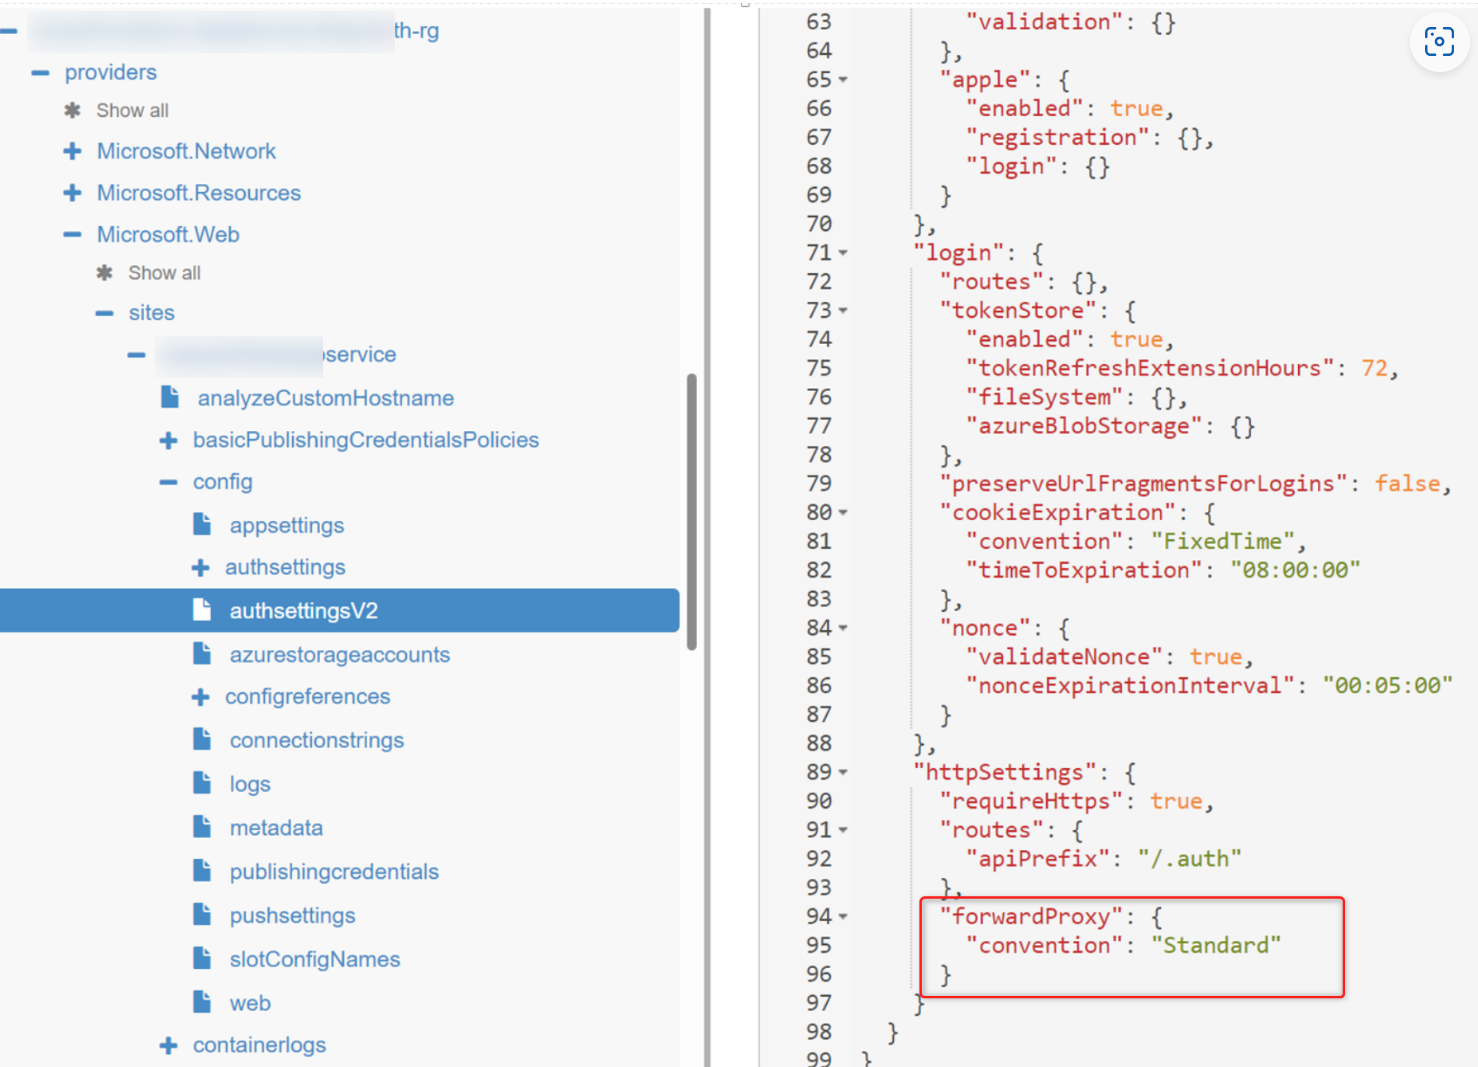 th-rg
providers
Show all
Microsoft.Network
Microsoft.Resources
Microsoft.Web
Show all
sites
service
analyzeCustomHostname
basicPublishingCredentialsPolicies
config
appsettings
authsettings
authsettingsV2
azurestorageaccounts
configreferences
connectionstrings
logs
metadata
publishingcredentials
pushsettings
slotConfigNames
web
containerlogs
63 "validation": {}
64 },
65 "apple": {
66 "enabled": true,
67 "registration": {},
68 "login": {}
69 }
70 },
71 "login": {
72 "routes": {},
73 "tokenStore": {
74 "enabled": true,
75 "tokenRefreshExtensionHours": 72,
76 "fileSystem": {},
77 "azureBlobStorage": {}
78 },
79 "preserveUrlFragmentsForLogins": false,
80 "cookieExpiration": {
81 "convention": "FixedTime",
82 "timeToExpiration": "08:00:00"
83 },
84 "nonce": {
85 "validateNonce": true,
86 "nonceExpirationInterval": "00:05:00"
87 }
88 },
89 "httpSettings": {
90 "requireHttps": true,
91 "routes": {
92 "apiPrefix": "/.auth"
93 },
94 "forwardProxy": {
95 "convention": "Standard"
96 }
97 }
98 }
99 }